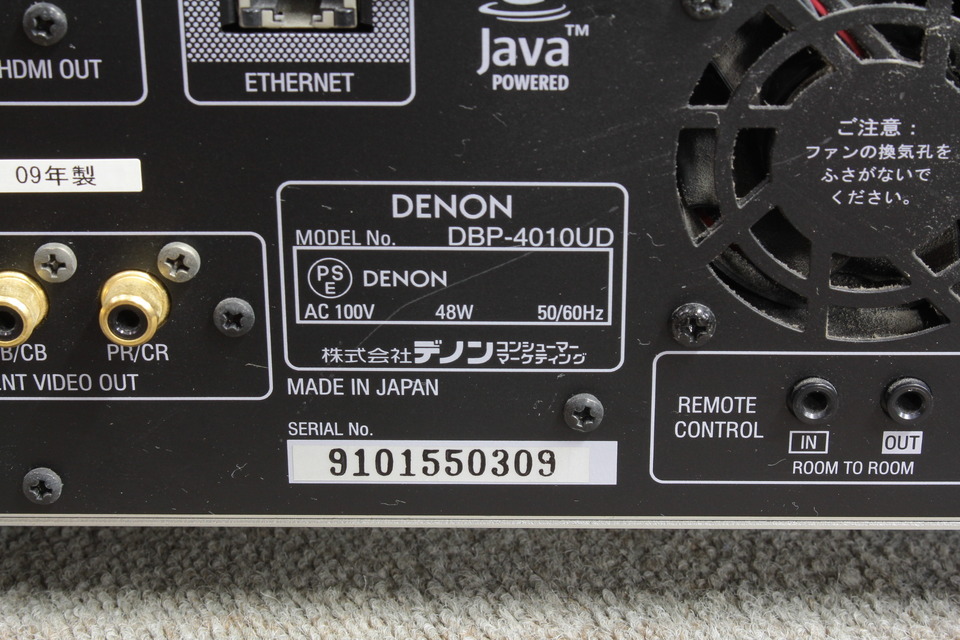 HDMI OUT
ETHERNET
Java™
POWERED
ご注意：
ファンの換気孔を
ふさがないで
ください。
09年製
DENON
MODEL No. DBP-4010UD
PS
E
DENON
AC 100V 48W 50/60Hz
株式会社デノン コンシューマー
マーケティング
B/CB PR/CR
ENT VIDEO OUT
MADE IN JAPAN
SERIAL No.
9101550309
REMOTE
CONTROL
IN OUT
ROOM TO ROOM